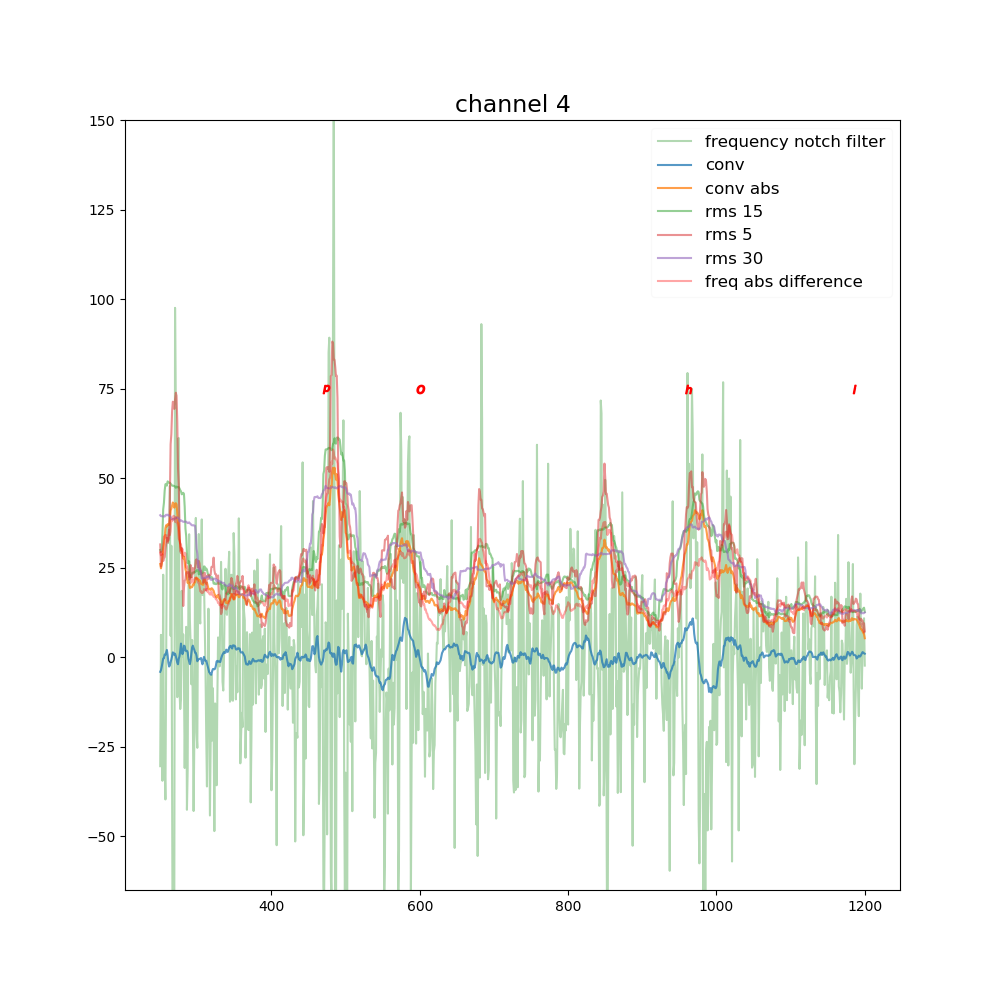 channel 4
150
125
100
75
50
25
0
−25
−50
frequency notch filter
conv
conv abs
rms 15
rms 5
rms 30
freq abs difference
P O h I
400 600 800 1000 1200